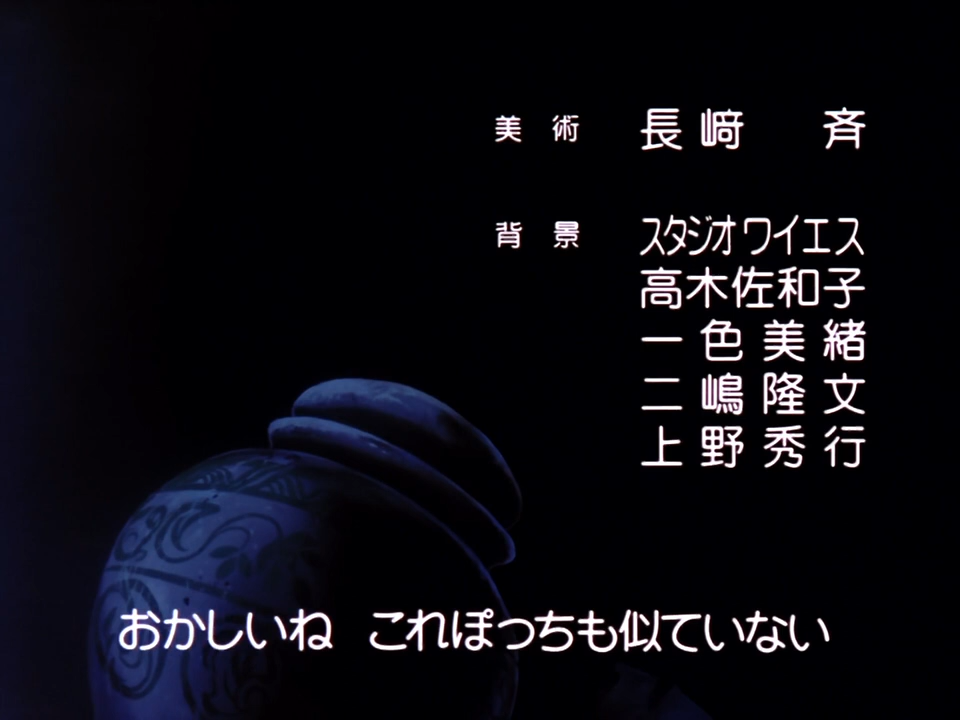 美術 長﨑 斉
背景 スタジオワイエス
高木佐和子
一色美緒
二嶋隆文
上野秀行
おかしいね これぽっちも似ていない